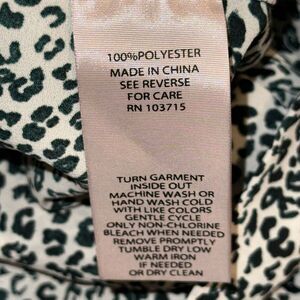 100%POLYESTER
MADE IN CHINA
SEE REVERSE
FOR CARE
RN 103715
TURN GARMENT
INSIDE OUT
MACHINE WASH OR
HAND WASH COLD
WITH LIKE COLORS
GENTLE CYCLE
ONLY NON-CHLORINE
BLEACH WHEN NEEDED
REMOVE PROMPTLY
TUMBLE DRY LOW
WARM IRON
IF NEEDED
OR DRY CLEAN